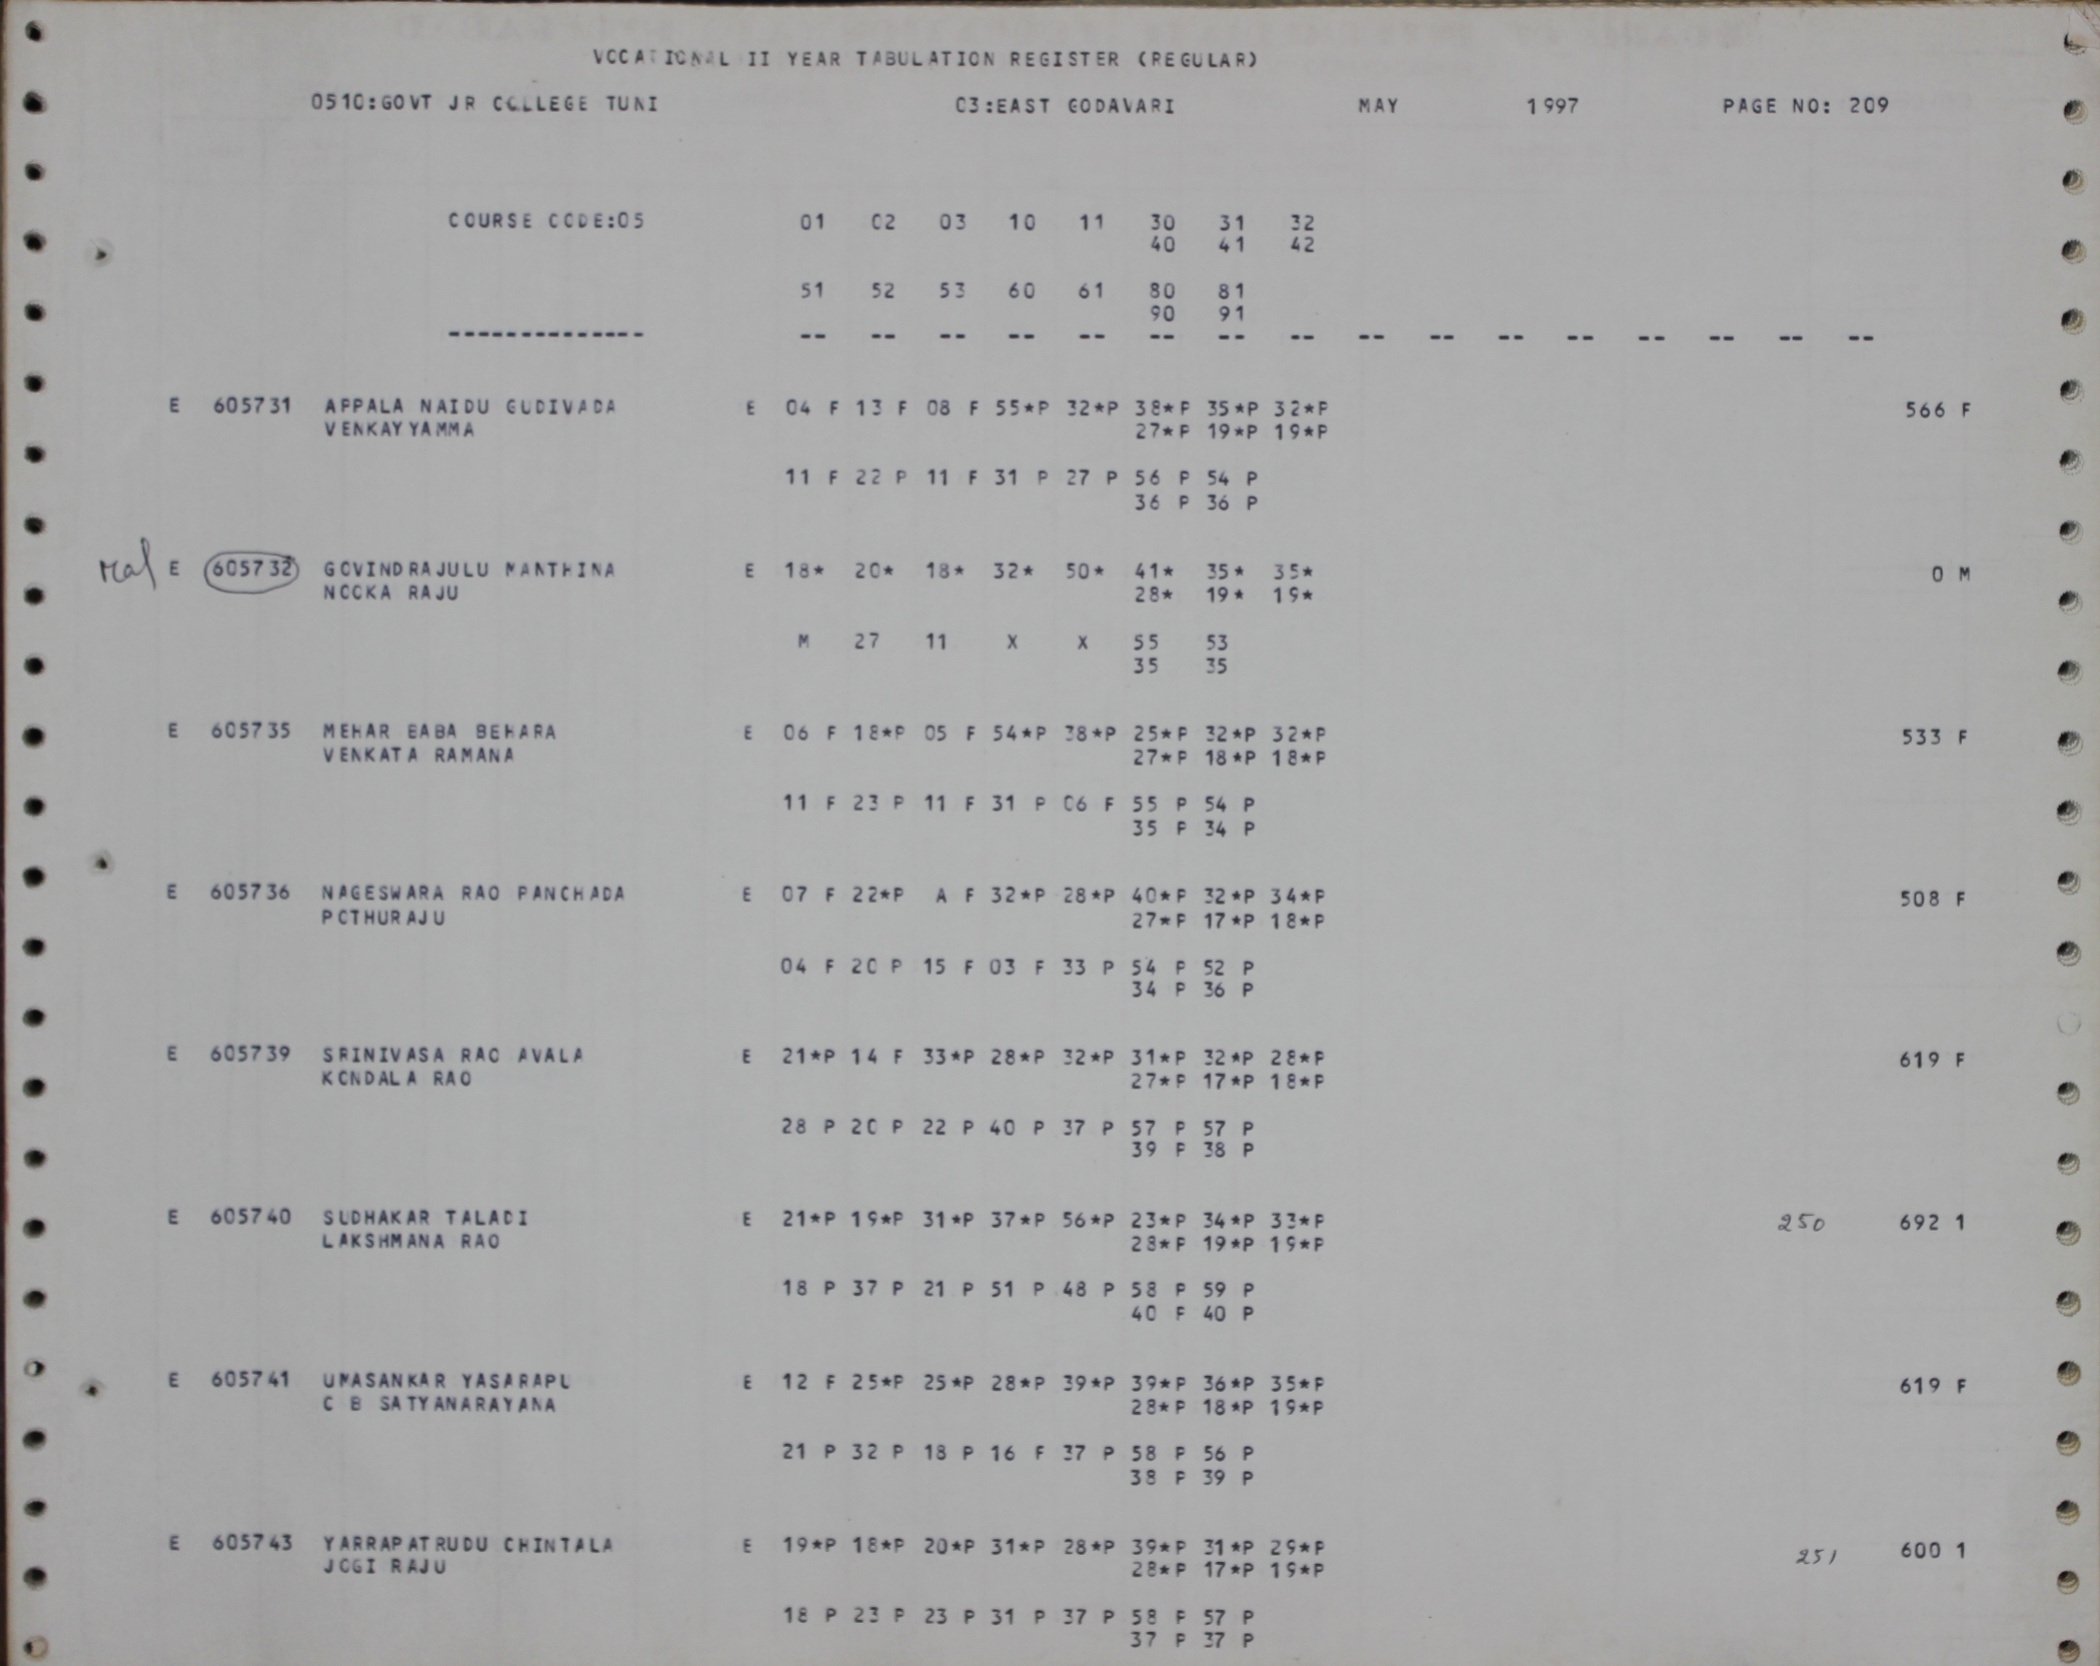 VOCATIONAL II YEAR TABULATION REGISTER (REGULAR)
0510:GOVT JR COLLEGE TUNI 03:EAST GODAVARI MAY 1997 PAGE NO: 209
COURSE CODE:05 01 02 03 10 11 30 31 32
40 41 42
51 52 53 60 61 80 81
90 91
-------------- -- -- -- -- -- -- -- -- -- -- -- -- -- -- -- --
E 605731 APPALA NAIDU GUDIVADA E 04 F 13 F 08 F 55*P 32*P 38*P 35*P 32*P 566 F
VENKAYYAMMA 27*P 19*P 19*P
11 F 22 P 11 F 31 P 27 P 56 P 54 P
36 P 36 P
Mal E 605732 GOVINDRAJULU MANTHINA E 18* 20* 18* 32* 50* 41* 35* 35* 0 M
NOOKA RAJU 28* 19* 19*
M 27 11 X X 55 53
35 35
E 605735 MEHAR BABA BEHARA E 06 F 18*P 05 F 54*P 38*P 25*P 32*P 32*P 533 F
VENKATA RAMANA 27*P 18*P 18*P
11 F 23 P 11 F 31 P 06 F 55 P 54 P
35 P 34 P
E 605736 NAGESWARA RAO PANCHADA E 07 F 22*P A F 32*P 28*P 40*P 32*P 34*P 508 F
POTHURAJU 27*P 17*P 18*P
04 F 20 P 15 F 03 F 33 P 54 P 52 P
34 P 36 P
E 605739 SRINIVASA RAO AVALA E 21*P 14 F 33*P 28*P 32*P 31*P 32*P 28*P 619 F
KONDALA RAO 27*P 17*P 18*P
28 P 20 P 22 P 40 P 37 P 57 P 57 P
39 P 38 P
E 605740 SUDHAKAR TALADI E 21*P 19*P 31*P 37*P 56*P 23*P 34*P 33*P 250 692 1
LAKSHMANA RAO 28*P 19*P 19*P
18 P 37 P 21 P 51 P 48 P 58 P 59 P
40 P 40 P
E 605741 UMASANKAR YASARAPU E 12 F 25*P 25*P 28*P 39*P 39*P 36*P 35*P 619 F
C B SATYANARAYANA 28*P 18*P 19*P
21 P 32 P 18 P 16 F 37 P 58 P 56 P
38 P 39 P
E 605743 YARRAPATRUDU CHINTALA E 19*P 18*P 20*P 31*P 28*P 39*P 31*P 29*P 251 600 1
JOGI RAJU 28*P 17*P 19*P
18 P 23 P 23 P 31 P 37 P 58 P 57 P
37 P 37 P